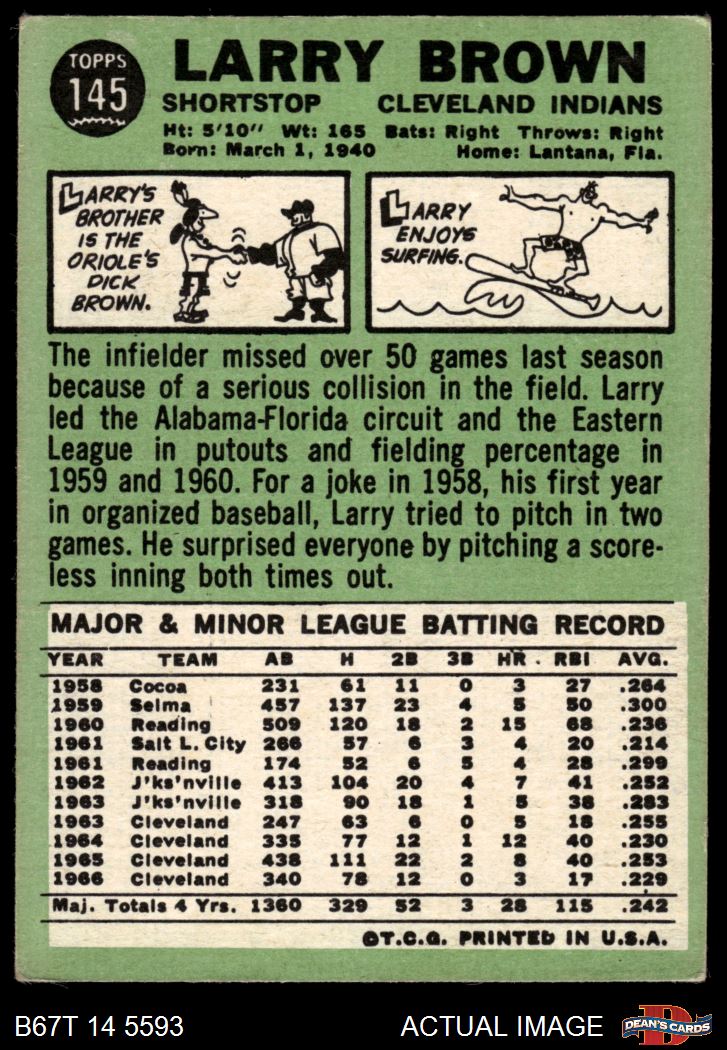 TOPPS
145
LARRY BROWN
SHORTSTOP CLEVELAND INDIANS
Ht: 5'10" Wt: 165 Bats: Right Throws: Right
Born: March 1, 1940 Home: Lantana, Fla.
LARRY'S
BROTHER
IS THE
ORIOLE'S
DICK
BROWN.
LARRY
ENJOYS
SURFING.
The infielder missed over 50 games last season
because of a serious collision in the field. Larry
led the Alabama-Florida circuit and the Eastern
League in putouts and fielding percentage in
1959 and 1960. For a joke in 1958, his first year
in organized baseball, Larry tried to pitch in two
games. He surprised everyone by pitching a score-
less inning both times out.
MAJOR & MINOR LEAGUE BATTING RECORD
YEAR TEAM AB H 2B 3B HR RBI AVG.
1958 Cocoa 231 61 11 0 3 27 .264
1959 Selma 457 137 23 4 5 50 .300
1960 Reading 509 120 18 2 15 68 .236
1961 Salt L. City 266 57 6 3 4 20 .214
1961 Reading 174 52 6 5 4 28 .299
1962 J'ks'nville 413 104 20 4 7 41 .252
1963 J'ks'nville 318 90 18 1 5 38 .283
1963 Cleveland 247 63 6 0 5 18 .255
1964 Cleveland 335 77 12 1 12 40 .230
1965 Cleveland 438 111 22 2 8 40 .253
1966 Cleveland 340 78 12 0 3 17 .229
Maj. Totals 4 Yrs. 1360 329 52 3 28 115 .242
©T.C.G. PRINTED IN U.S.A.
B67T 14 5593 ACTUAL IMAGE
DEAN'S CARDS